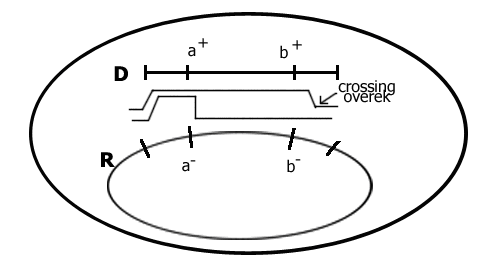 a+ b+
D
crossing
overek
R
a- b-